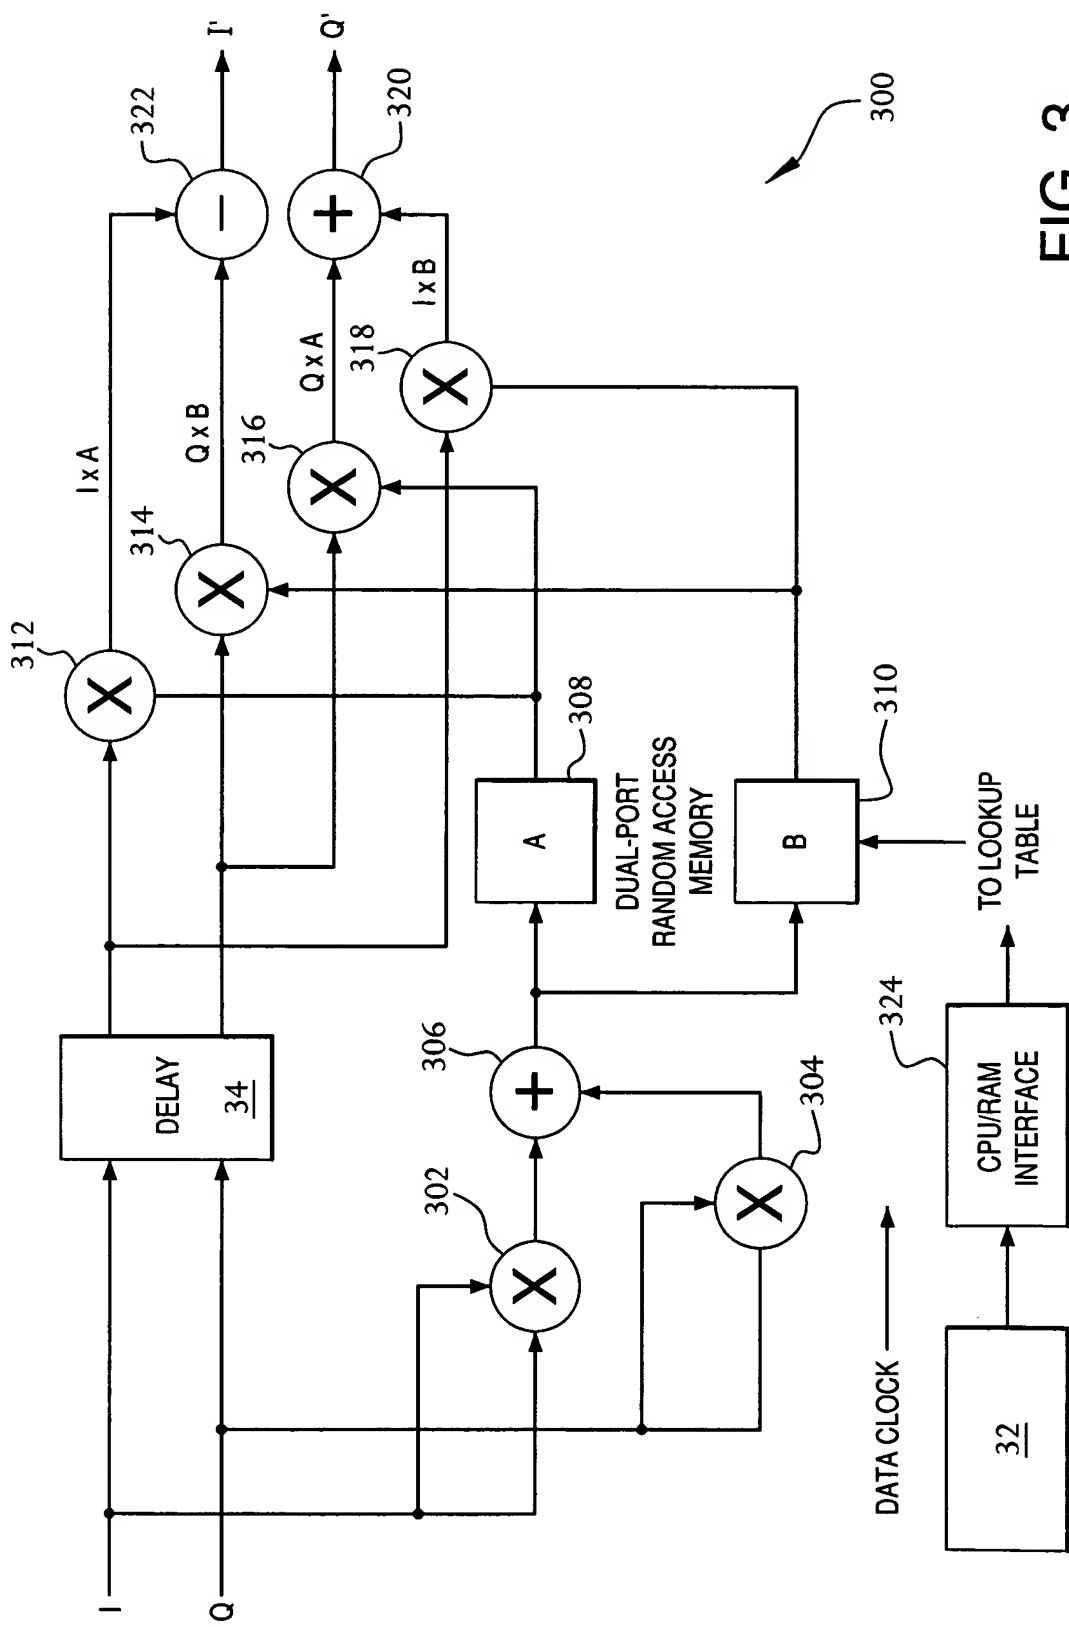 I
Q
DELAY
34
312
I x A
314
Q x B
316
Q x A
318
I x B
322
I'
320
Q'
302
304
306
A
308
DUAL-PORT
RANDOM ACCESS
MEMORY
B
310
DATA CLOCK
32
CPU/RAM
INTERFACE
324
TO LOOKUP
TABLE
300
X
X
X
X
X
X
+
+
−
FIG. 3